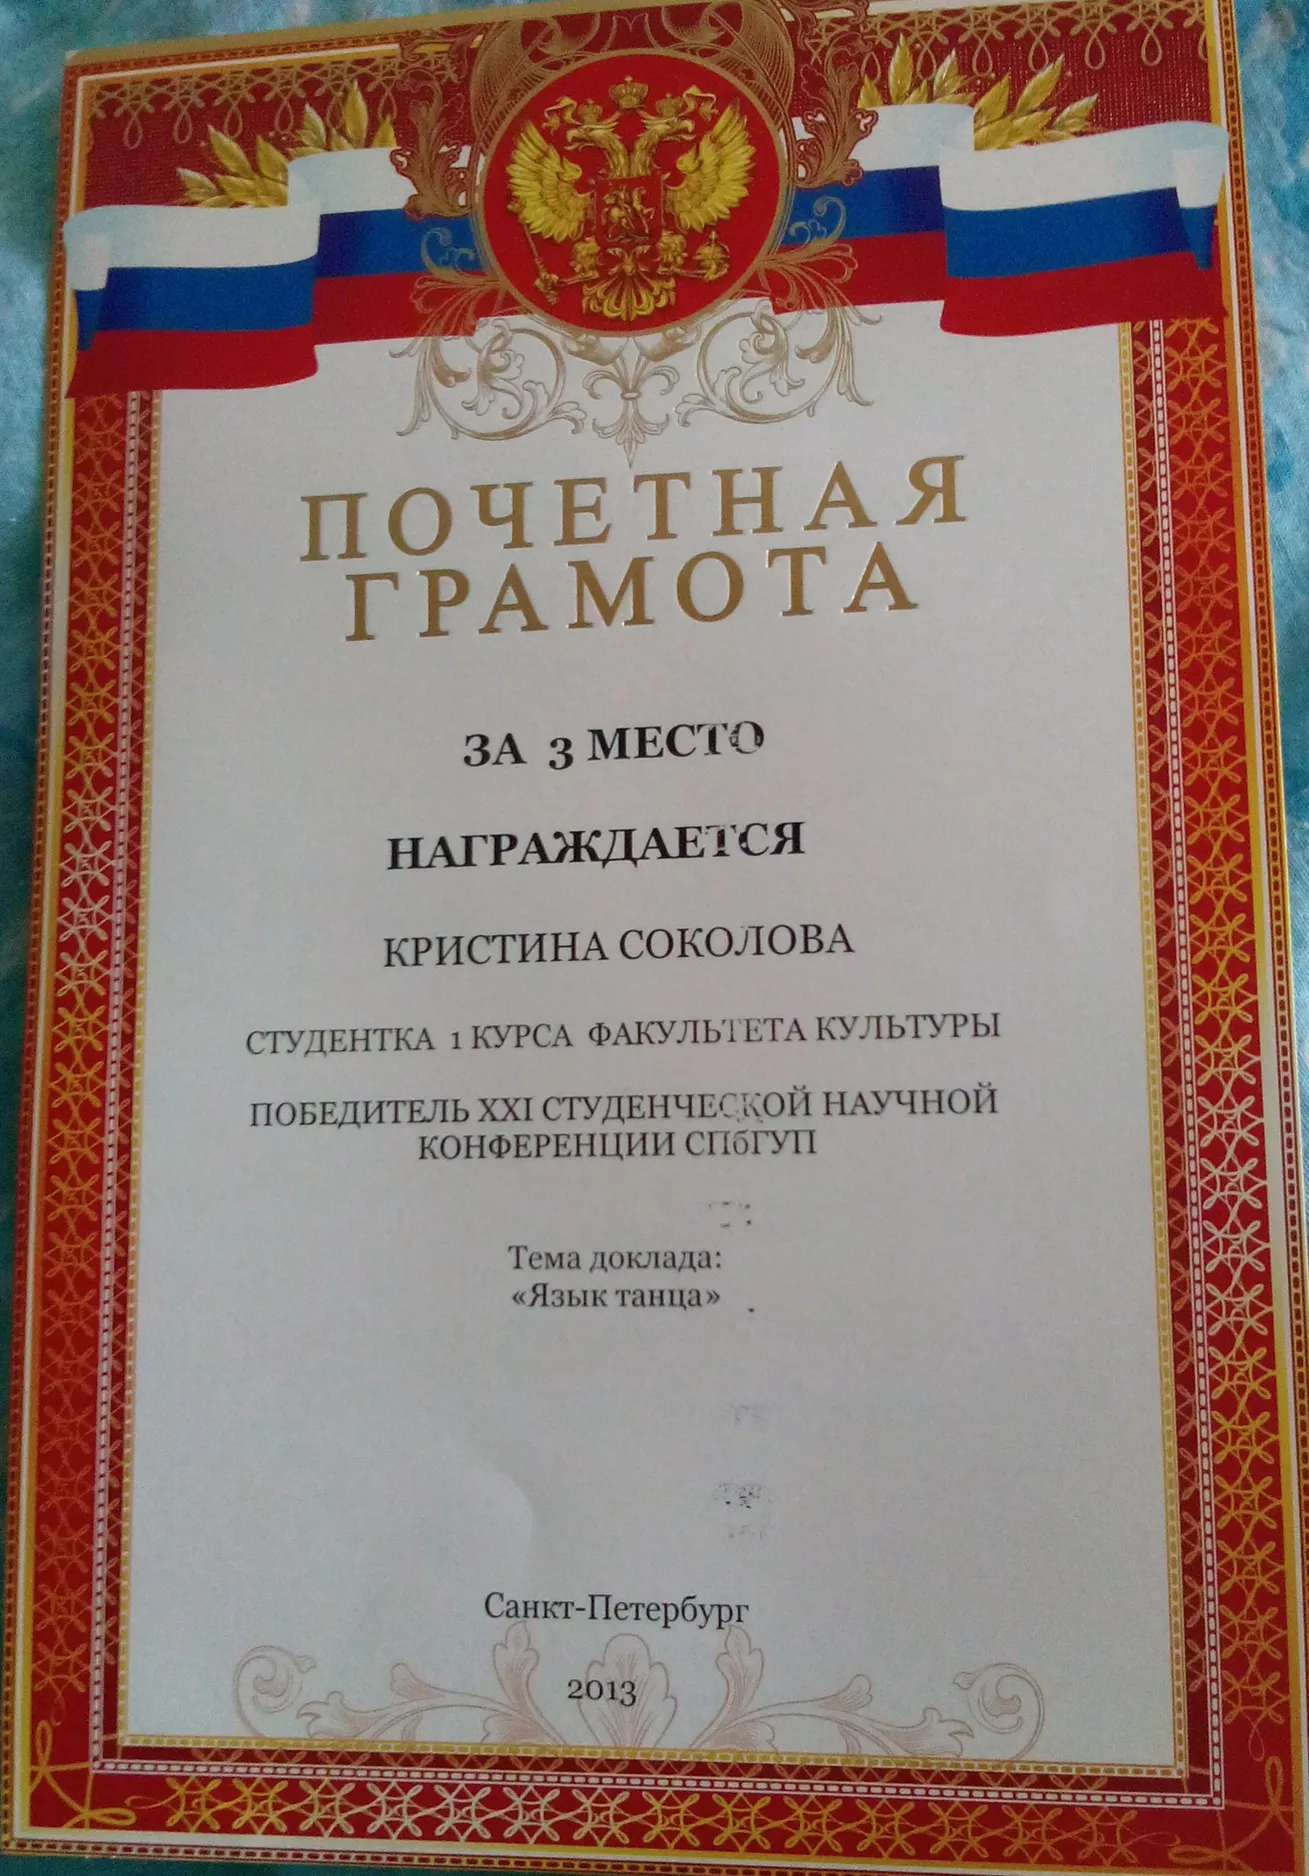 ПОЧЕТНАЯ
ГРАМОТА
ЗА 3 МЕСТО
НАГРАЖДАЕТСЯ
КРИСТИНА СОКОЛОВА
СТУДЕНТКА 1 КУРСА ФАКУЛЬТЕТА КУЛЬТУРЫ
ПОБЕДИТЕЛЬ XXI СТУДЕНЧЕСКОЙ НАУЧНОЙ
КОНФЕРЕНЦИИ СПбГУП
Тема доклада:
«Язык танца»
Санкт-Петербург
2013